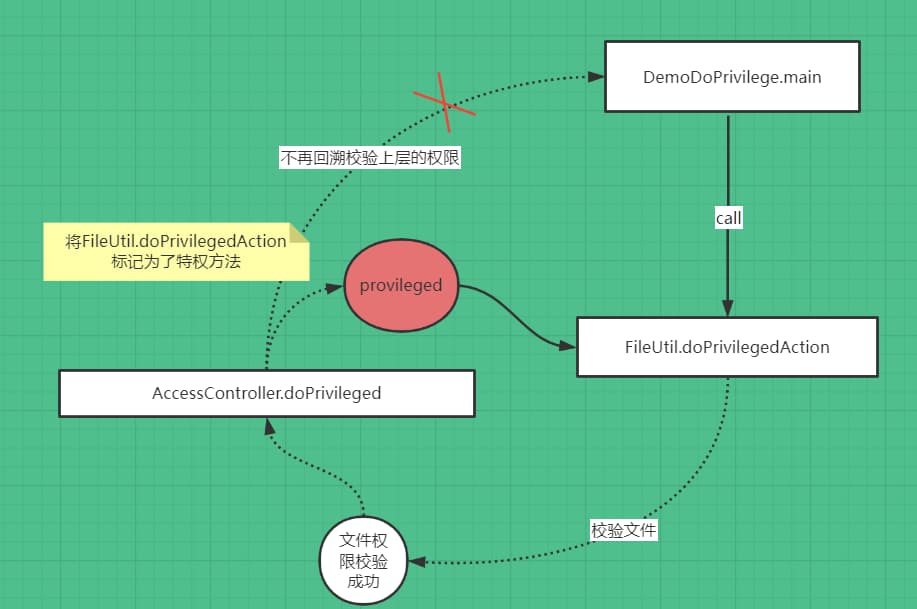 DemoDoPrivilege.main
不再回溯校验上层的权限
call
将FileUtil.doPrivilegedAction
标记为了特权方法
provileged
FileUtil.doPrivilegedAction
AccessController.doPrivileged
校验文件
文件权
限校验
成功